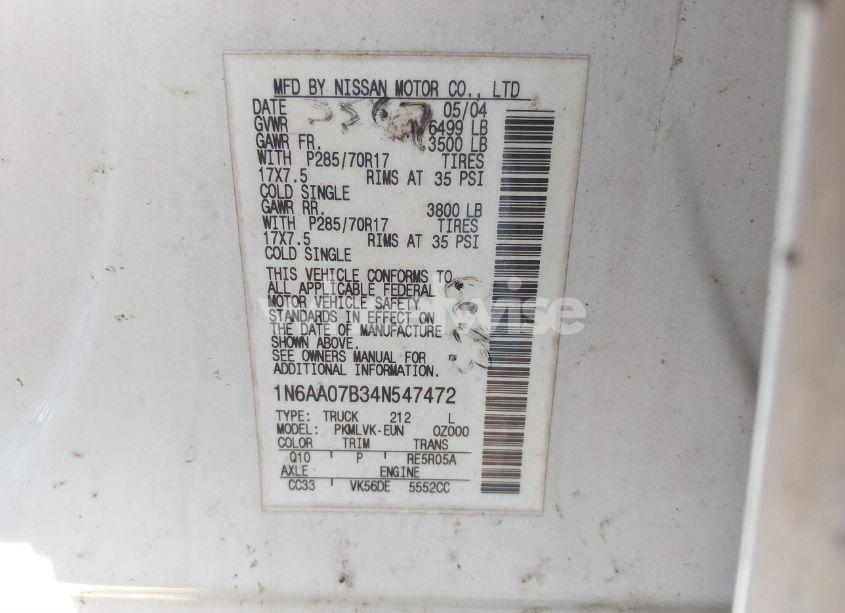 MFD BY NISSAN MOTOR CO., LTD
DATE 05/04
GVWR 6499 LB
GAWR FR. 3500 LB
WITH P285/70R17 TIRES
17X7.5 RIMS AT 35 PSI
COLD SINGLE
GAWR RR. 3800 LB
WITH P285/70R17 TIRES
17X7.5 RIMS AT 35 PSI
COLD SINGLE
THIS VEHICLE CONFORMS TO
ALL APPLICABLE FEDERAL
MOTOR VEHICLE SAFETY
STANDARDS IN EFFECT ON
THE DATE OF MANUFACTURE
SHOWN ABOVE.
SEE OWNERS MANUAL FOR
ADDITIONAL INFORMATION.
1N6AA07B34N547472
TYPE: TRUCK 212 L
MODEL: PKMLVK-EUN 0Z000
COLOR TRIM TRANS
Q10 P RE5R05A
AXLE ENGINE
CC33 VK56DE 5552CC